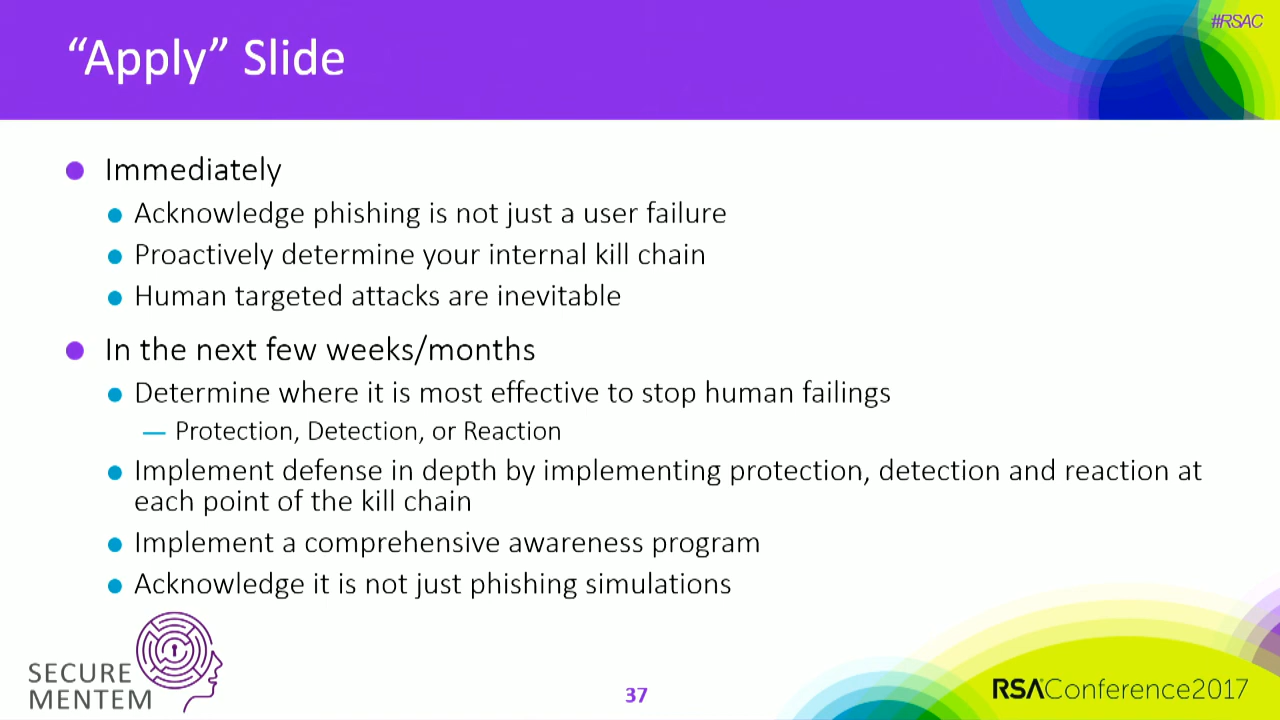 #RSAC
“Apply” Slide
Immediately
Acknowledge phishing is not just a user failure
Proactively determine your internal kill chain
Human targeted attacks are inevitable
In the next few weeks/months
Determine where it is most effective to stop human failings
— Protection, Detection, or Reaction
Implement defense in depth by implementing protection, detection and reaction at
each point of the kill chain
Implement a comprehensive awareness program
Acknowledge it is not just phishing simulations
SECURE
MENTEM
37
RSAConference2017